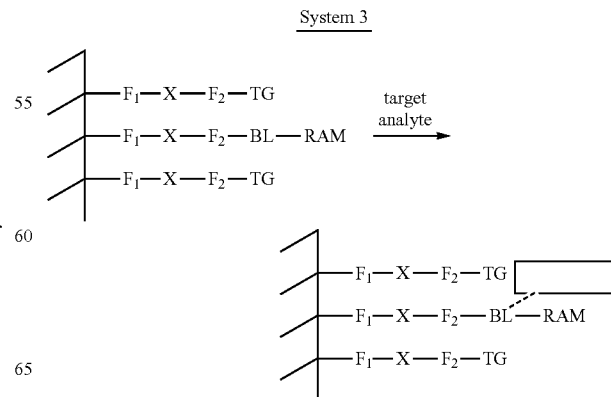 System 3
55
F1—X—F2—TG
target
analyte
F1—X—F2—BL—RAM
F1—X—F2—TG
60
F1—X—F2—TG
F1—X—F2—BL—RAM
65
F1—X—F2—TG